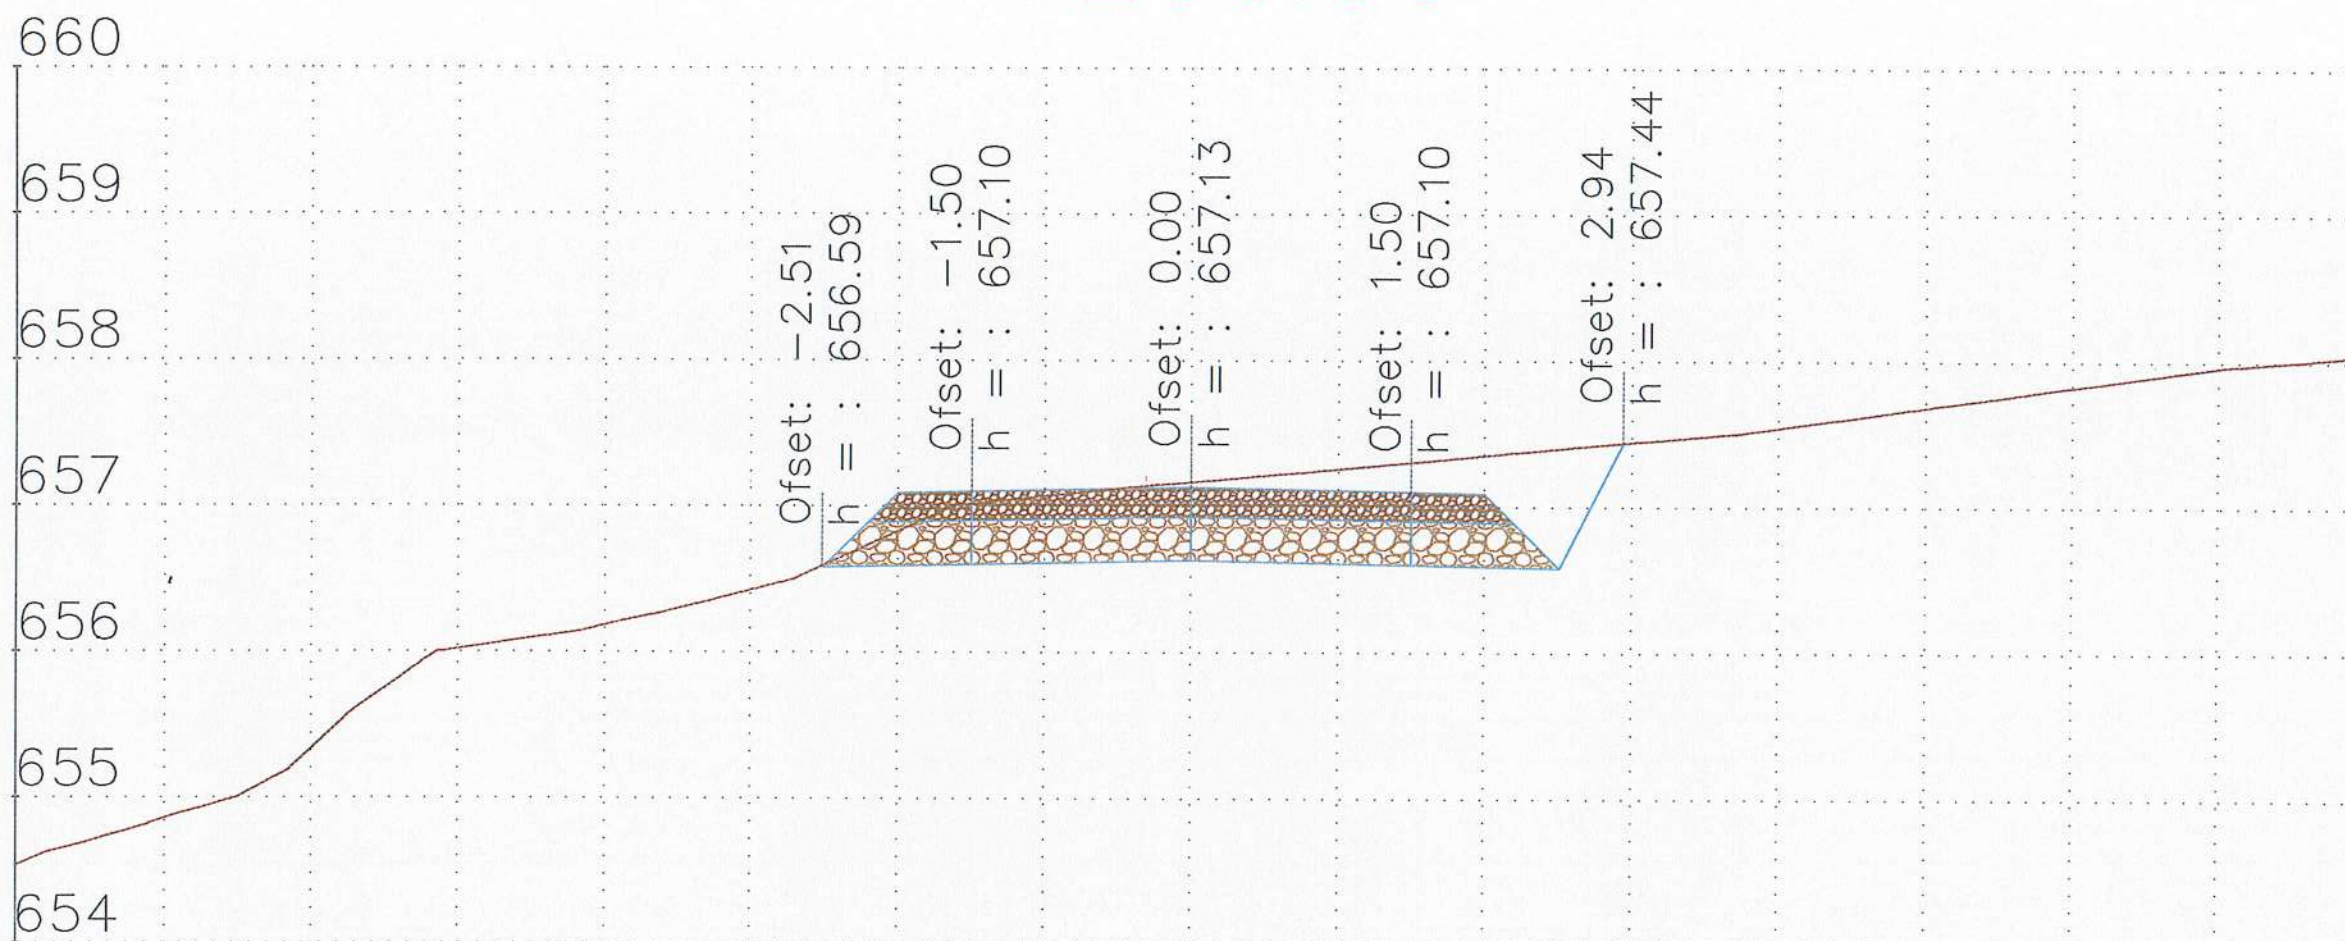 660
659
658
657
656
655
654
Ofset: -2.51
h = : 656.59
Ofset: -1.50
h = : 657.10
Ofset: 0.00
h = : 657.13
Ofset: 1.50
h = : 657.10
Ofset: 2.94
h = : 657.44